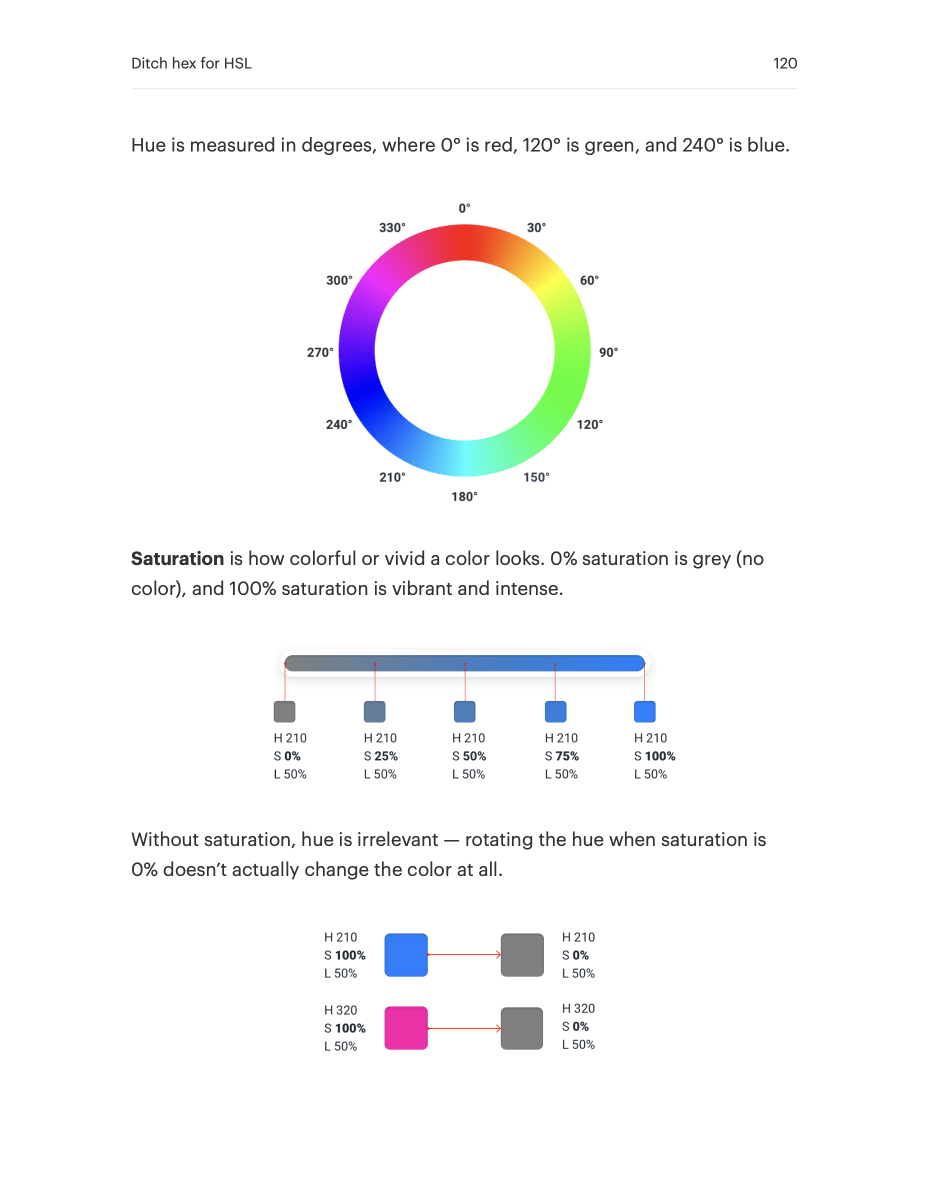 Ditch hex for HSL 120
Hue is measured in degrees, where 0° is red, 120° is green, and 240° is blue.
0°
330° 30°
300° 60°
270° 90°
240° 120°
210° 150°
180°
Saturation is how colorful or vivid a color looks. 0% saturation is grey (no
color), and 100% saturation is vibrant and intense.
H 210 H 210 H 210 H 210 H 210
S 0% S 25% S 50% S 75% S 100%
L 50% L 50% L 50% L 50% L 50%
Without saturation, hue is irrelevant — rotating the hue when saturation is
0% doesn’t actually change the color at all.
H 210 H 210
S 100% S 0%
L 50% L 50%
H 320 H 320
S 100% S 0%
L 50% L 50%